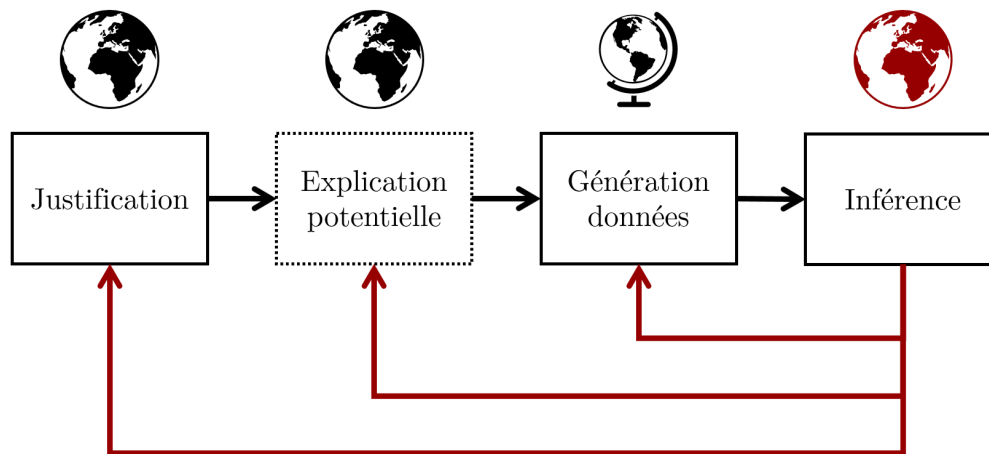 Justification
Explication
potentielle
Génération
données
Inférence